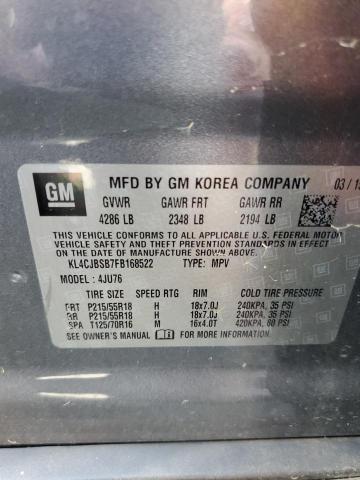 GM
MFD BY GM KOREA COMPANY 03/1
GVWR GAWR FRT GAWR RR
4286 LB 2348 LB 2194 LB
THIS VEHICLE CONFORMS TO ALL APPLICABLE U.S. FEDERAL
MOTOR VEHICLE SAFETY, BUMPER, AND THEFT PREVENTION
STANDARDS IN EFFECT ON THE DATE OF MANUFACTURE SHOWN ABOVE.
KL4CJBSB7FB168522 TYPE: MPV
MODEL: 4JU76
TIRE SIZE SPEED RTG RIM COLD TIRE PRESSURE
FRT P215/55R18 H 18x7.0J 240KPA, 35 PSI
RR P215/55R18 H 18x7.0J 240KPA, 35 PSI
SPA T125/70R16 M 16x4.0T 420KPA, 60 PSI
SEE OWNER'S MANUAL FOR MORE INFORMATION